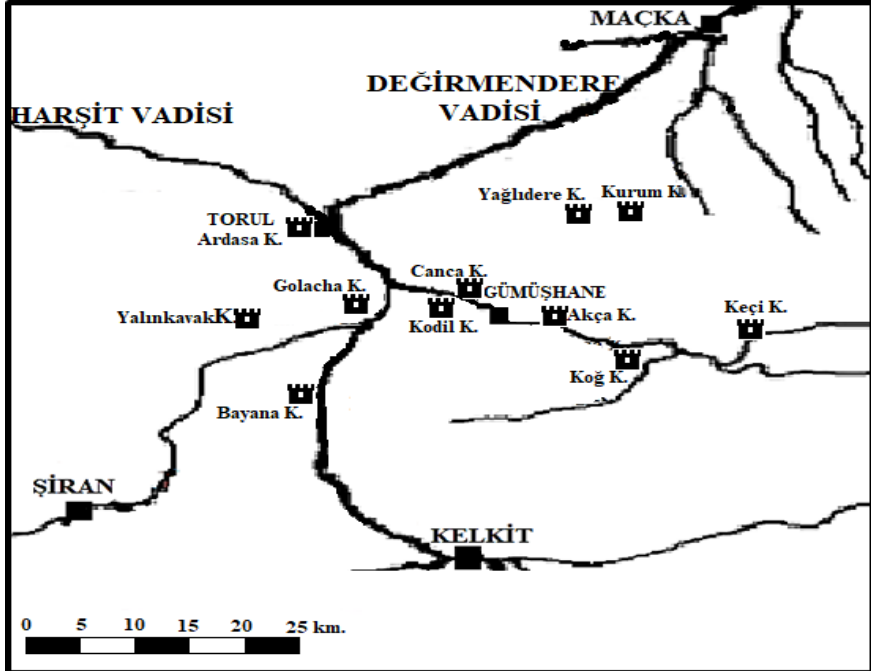 MAÇKA
DEĞİRMENDERE
VADİSİ
HARŞİT VADİSİ
Yağlıdere K.
Kurum K.
TORUL
Ardasa K.
Canca K.
Golacha K.
GÜMÜŞHANE
Yalınkavak K.
Kodil K.
Akça K.
Keçi K.
Koğ K.
Bayana K.
ŞİRAN
KELKİT
0 5 10 15 20 25 km.